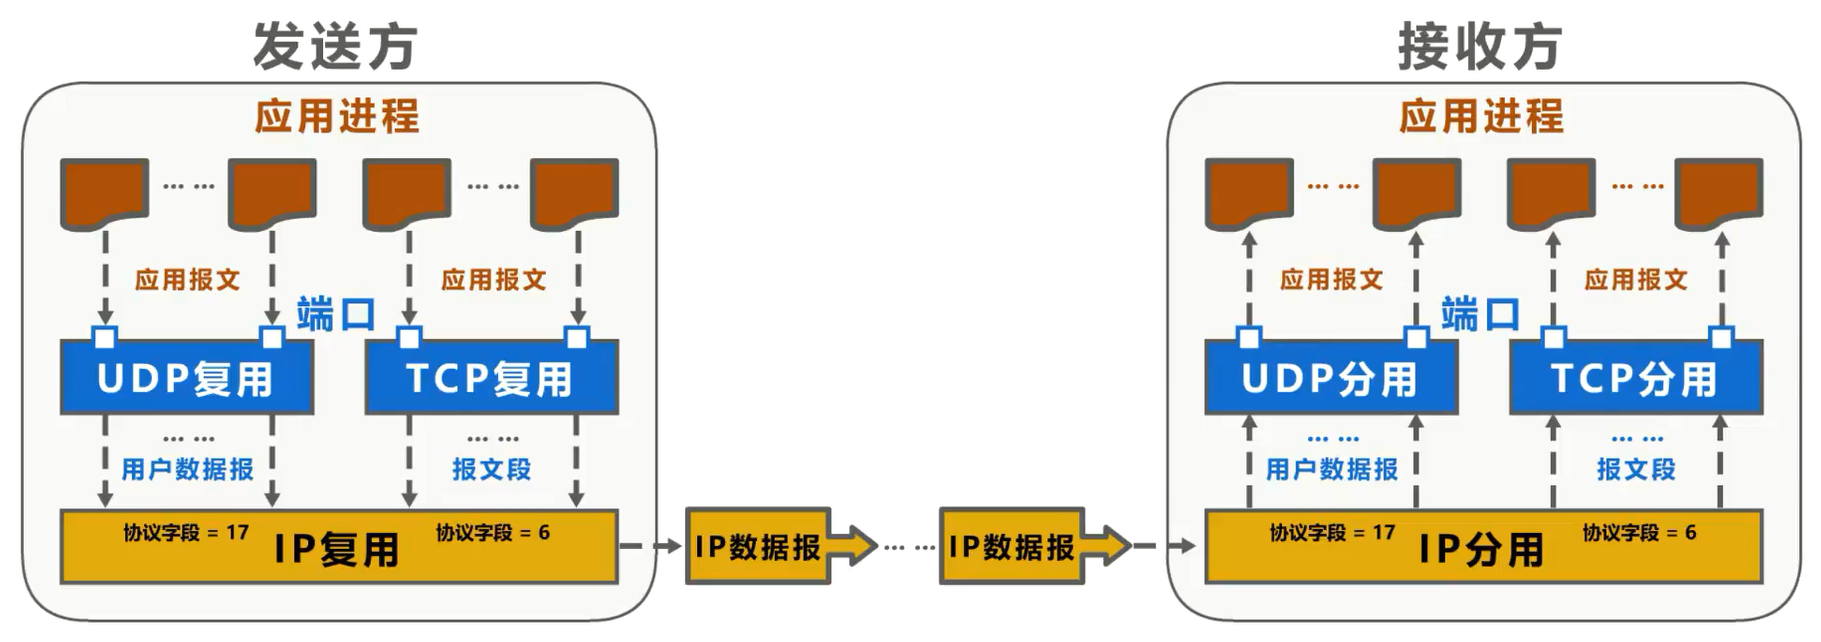 发送方
应用进程
… …
… …
应用报文
应用报文
端口
UDP复用
TCP复用
… …
… …
用户数据报
报文段
协议字段 = 17
IP复用
协议字段 = 6
IP数据报
… …
IP数据报
接收方
应用进程
… …
… …
应用报文
应用报文
端口
UDP分用
TCP分用
… …
… …
用户数据报
报文段
协议字段 = 17
IP分用
协议字段 = 6